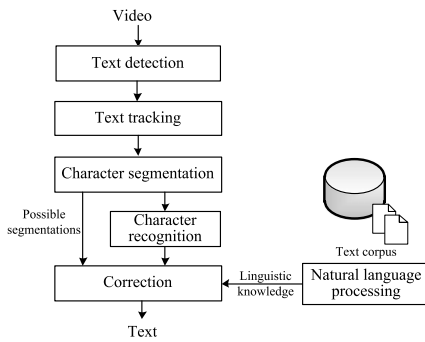 Video
Text detection
Text tracking
Character segmentation
Possible
segmentations
Character
recognition
Text corpus
Correction
Linguistic
knowledge
Natural language
processing
Text